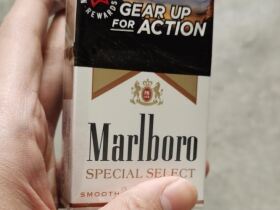 REWARDS
GEAR UP
FOR ACTION
Marlboro
SPECIAL SELECT
SMOOTH